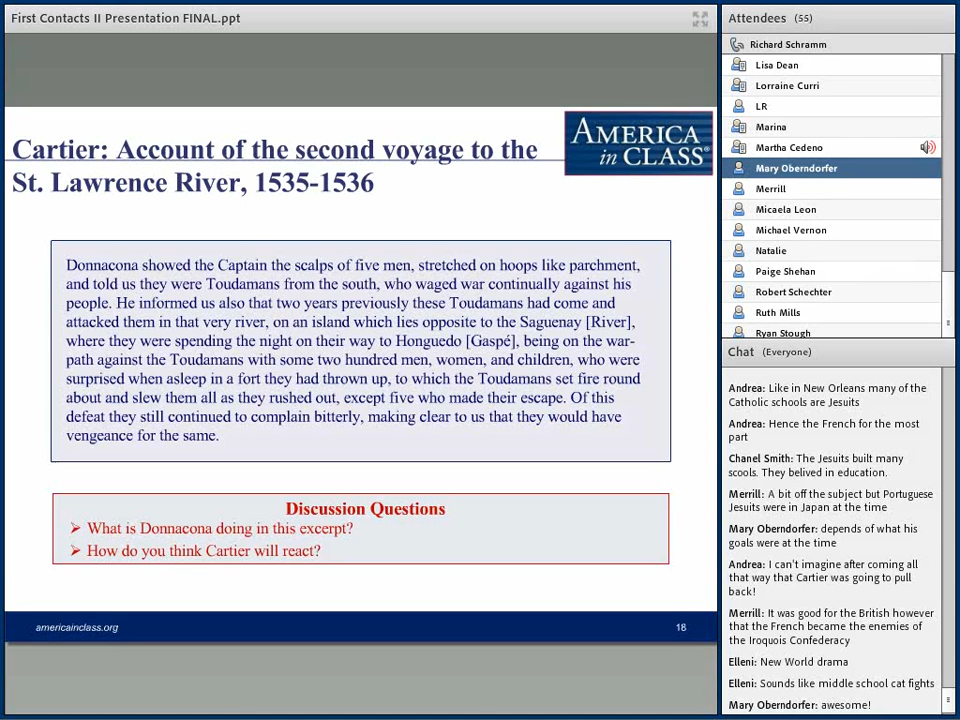 First Contacts II Presentation FINAL.ppt
Cartier: Account of the second voyage to the
St. Lawrence River, 1535-1536
AMERICA
in CLASS®
Donnacona showed the Captain the scalps of five men, stretched on hoops like parchment,
and told us they were Toudamans from the south, who waged war continually against his
people. He informed us also that two years previously these Toudamans had come and
attacked them in that very river, on an island which lies opposite to the Saguenay [River],
where they were spending the night on their way to Honguedo [Gaspé], being on the war-
path against the Toudamans with some two hundred men, women, and children, who were
surprised when asleep in a fort they had thrown up, to which the Toudamans set fire round
about and slew them all as they rushed out, except five who made their escape. Of this
defeat they still continued to complain bitterly, making clear to us that they would have
vengeance for the same.
Discussion Questions
➢ What is Donnacona doing in this excerpt?
➢ How do you think Cartier will react?
americainclass.org
18
Attendees (55)
Richard Schramm
Lisa Dean
Lorraine Curri
LR
Marina
Martha Cedeno
Mary Oberndorfer
Merrill
Micaela Leon
Michael Vernon
Natalie
Paige Shehan
Robert Schechter
Ruth Mills
Ryan Stough
Chat (Everyone)
Andrea: Like in New Orleans many of the
Catholic schools are Jesuits
Andrea: Hence the French for the most
part
Chanel Smith: The Jesuits built many
scools. They belived in education.
Merrill: A bit off the subject but Portuguese
Jesuits were in Japan at the time
Mary Oberndorfer: depends of what his
goals were at the time
Andrea: I can't imagine after coming all
that way that Cartier was going to pull
back!
Merrill: It was good for the British however
that the French became the enemies of
the Iroquois Confederacy
Elleni: New World drama
Elleni: Sounds like middle school cat fights
Mary Oberndorfer: awesome!